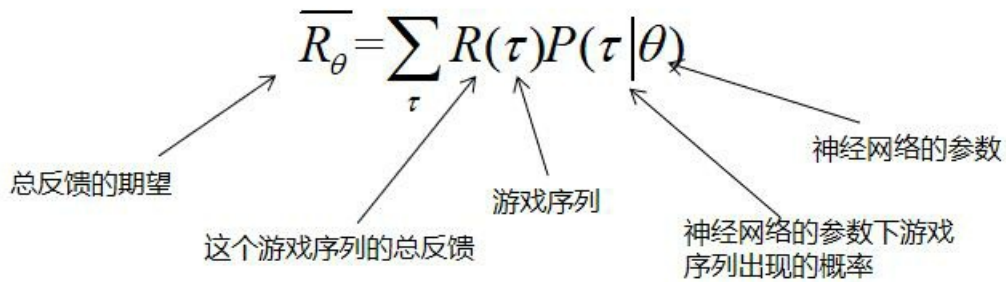 R̄_θ = ∑_τ R(τ)P(τ|θ)
神经网络的参数
总反馈的期望
游戏序列
这个游戏序列的总反馈
神经网络的参数下游戏
序列出现的概率